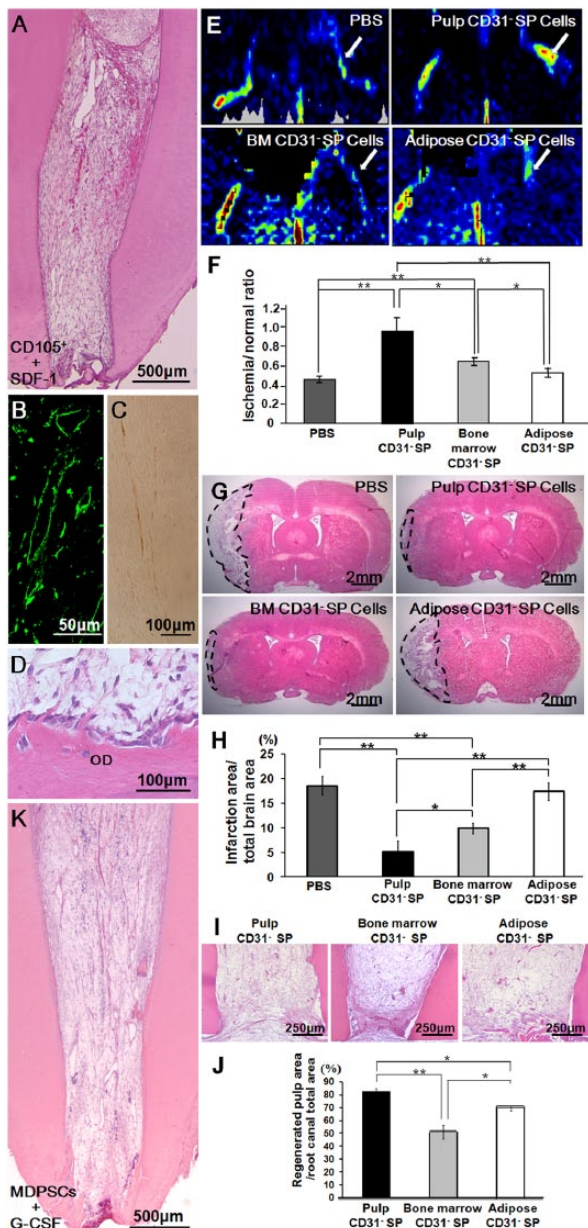 A
CD105⁺
+
SDF-1
500µm
B
50µm
C
100µm
D
OD
100µm
K
MDPSCs
+
G-CSF
500µm
E
PBS
Pulp CD31⁻SP Cells
BM CD31⁻SP Cells
Adipose CD31⁻SP Cells
F
Ischemia/normal ratio
1.2
1.0
0.8
0.6
0.4
0.2
0
**
**
**
*
*
PBS
Pulp
CD31⁻SP
Bone
marrow
CD31⁻SP
Adipose
CD31⁻SP
G
PBS
2mm
Pulp CD31⁻SP Cells
2mm
BM CD31⁻SP Cells
2mm
Adipose CD31⁻SP Cells
2mm
H
(%)
Infarction area/
total brain area
25
20
15
10
5
0
**
**
**
**
*
PBS
Pulp
CD31⁻SP
Bone marrow
CD31⁻SP
Adipose
CD31⁻SP
I
Pulp
CD31⁻ SP
250µm
Bone marrow
CD31⁻ SP
250µm
Adipose
CD31⁻ SP
250µm
J
(%)
Regenerated pulp area
/root canal total area
90
80
70
60
50
40
30
20
10
0
*
**
*
Pulp
CD31⁻ SP
Bone marrow
CD31⁻ SP
Adipose
CD31⁻ SP